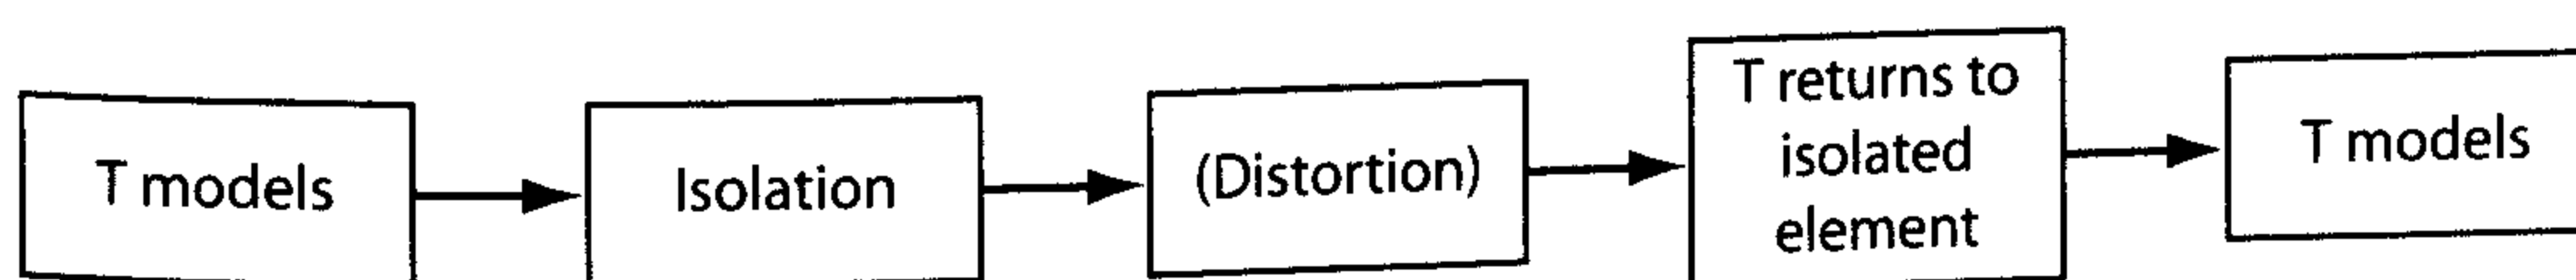 T models
Isolation
(Distortion)
T returns to
isolated
element
T models